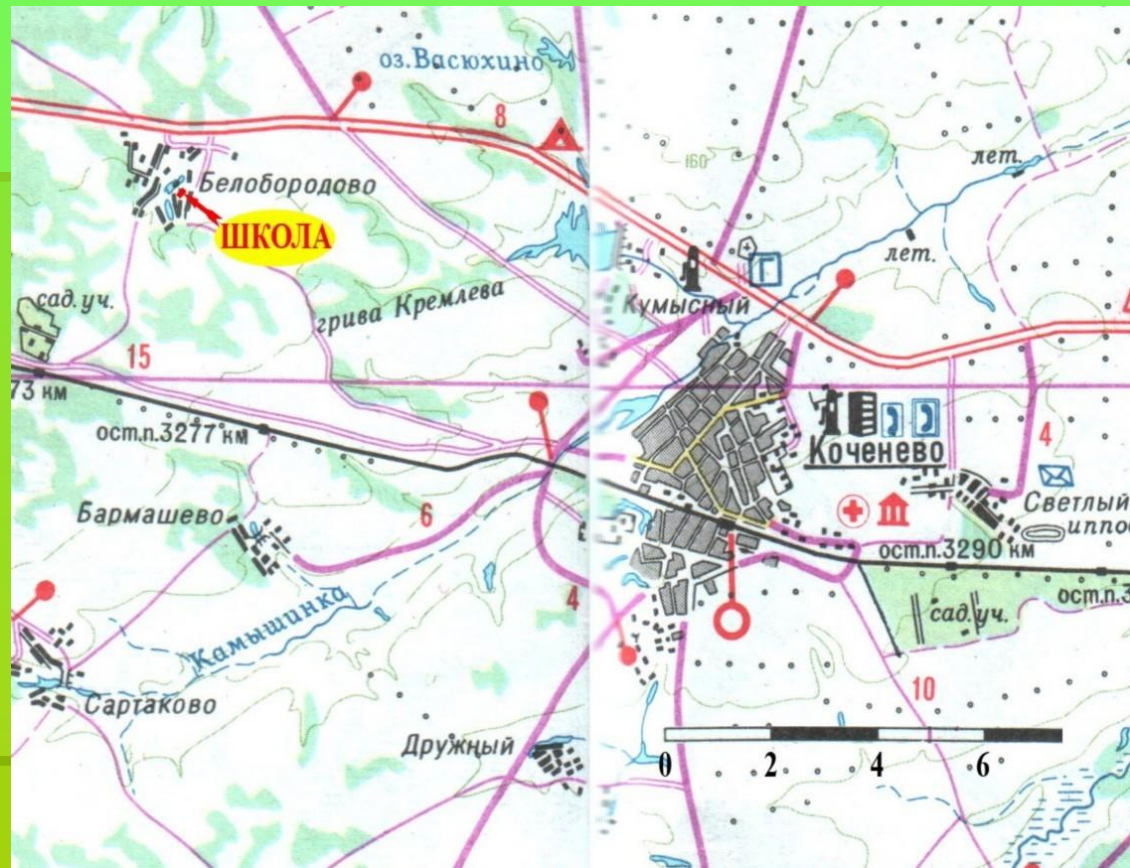 оз. Васюхино
8
160
лет.
Белобородово
ШКОЛА
лет.
сад. уч.
грива Кремлева
Кумысный
Г
15
73 км
ост.п.3277 км
Коченево
4
Бармашево
6
Светлый
иппо
ост.п.3290 км
4
ост.п.3
Камышинка
сад. уч.
Сартаково
10
Дружный
0 2 4 6